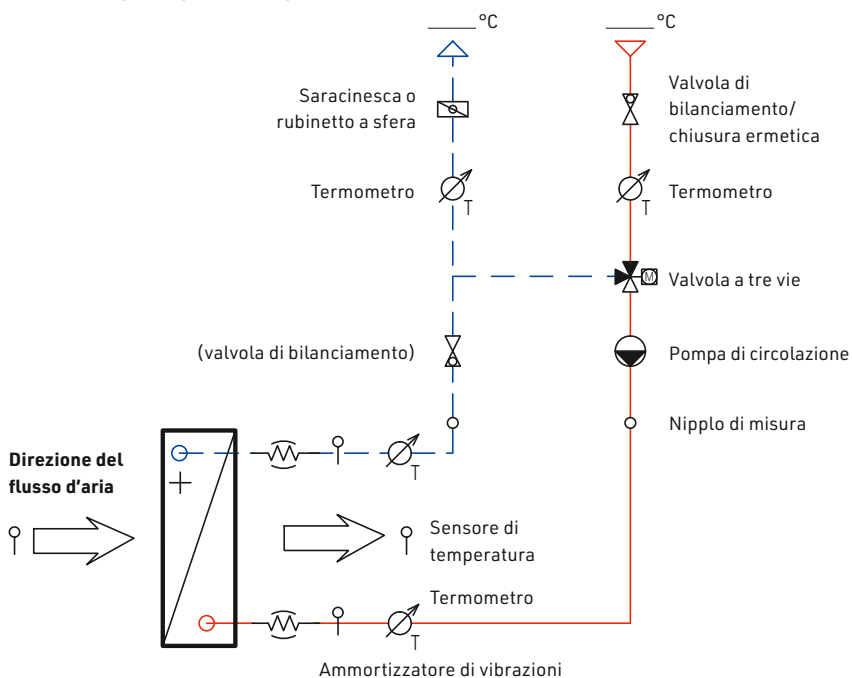 _____ °C
_____ °C
Saracinesca o
rubinetto a sfera
Valvola di
bilanciamento/
chiusura ermetica
Termometro
T
T
Termometro
M
Valvola a tre vie
(valvola di bilanciamento)
Pompa di circolazione
Nipplo di misura
Direzione del
flusso d'aria
T
Sensore di
temperatura
Termometro
T
Ammortizzatore di vibrazioni